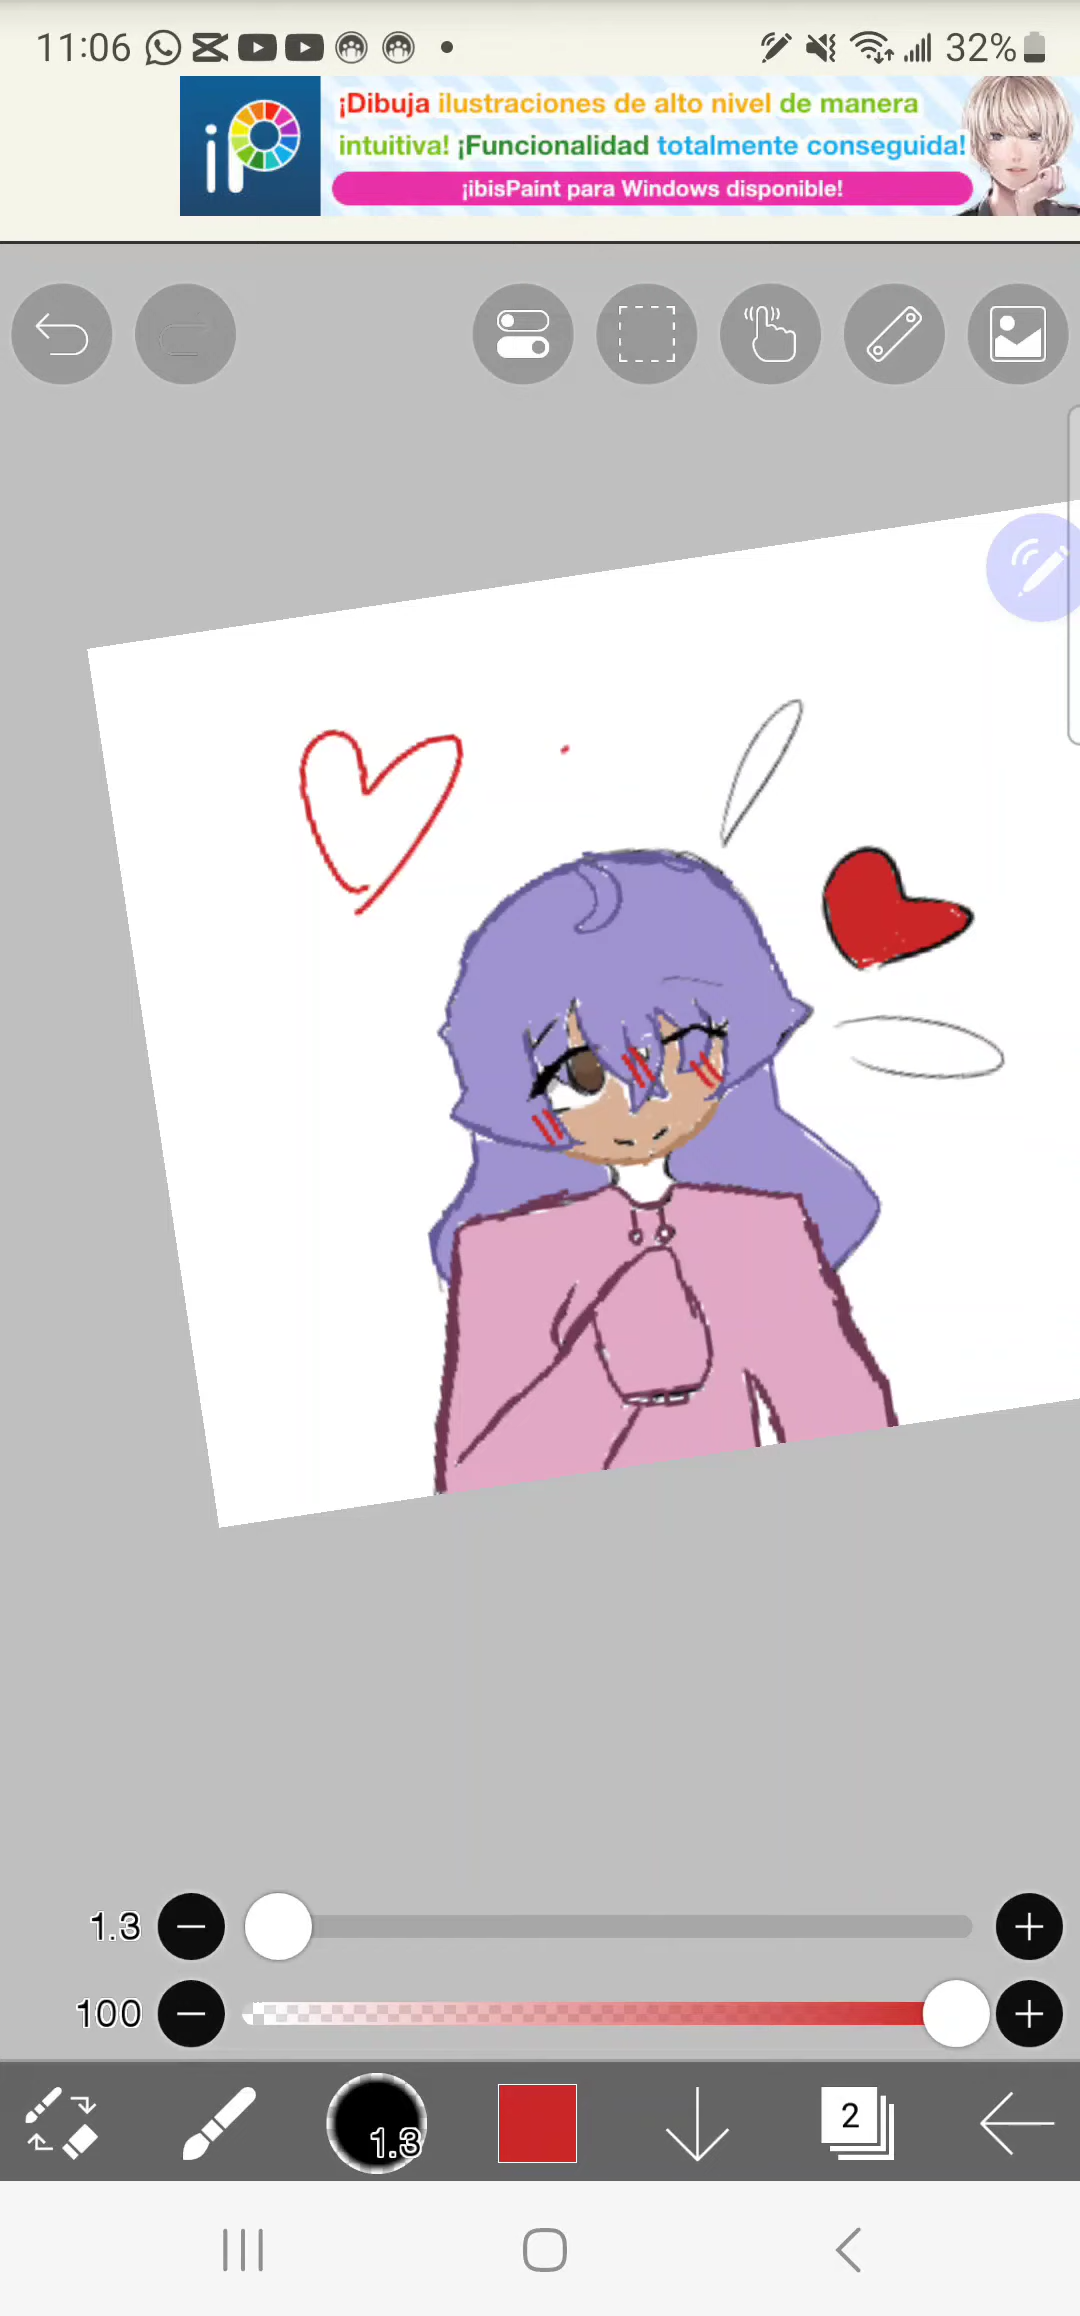 11:06
32%
iP
¡Dibuja ilustraciones de alto nivel de manera
intuitiva! ¡Funcionalidad totalmente conseguida!
¡ibisPaint para Windows disponible!
1.3
100
1.3
2